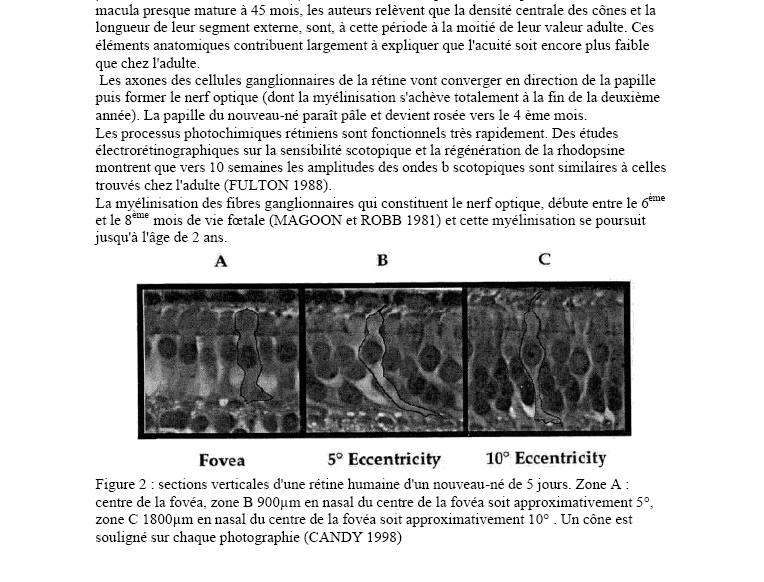 macula presque mature à 45 mois, les auteurs relèvent que la densité centrale des cônes et la
longueur de leur segment externe, sont, à cette période à la moitié de leur valeur adulte. Ces
éléments anatomiques contribuent largement à expliquer que l'acuité soit encore plus faible
que chez l'adulte.
Les axones des cellules ganglionnaires de la rétine vont converger en direction de la papille
puis former le nerf optique (dont la myélinisation s'achève totalement à la fin de la deuxième
année). La papille du nouveau-né paraît pâle et devient rosée vers le 4 ème mois.
Les processus photochimiques rétiniens sont fonctionnels très rapidement. Des études
électrorétinographiques sur la sensibilité scotopique et la régénération de la rhodopsine
montrent que vers 10 semaines les amplitudes des ondes b scotopiques sont similaires à celles
trouvés chez l'adulte (FULTON 1988).
La myélinisation des fibres ganglionnaires qui constituent le nerf optique, débute entre le 6ème
et le 8ème mois de vie fœtale (MAGOON et ROBB 1981) et cette myélinisation se poursuit
jusqu'à l'âge de 2 ans.
A B C
Fovea 5° Eccentricity 10° Eccentricity
Figure 2 : sections verticales d'une rétine humaine d'un nouveau-né de 5 jours. Zone A :
centre de la fovéa, zone B 900µm en nasal du centre de la fovéa soit approximativement 5°,
zone C 1800µm en nasal du centre de la fovéa soit approximativement 10° . Un cône est
souligné sur chaque photographie (CANDY 1998)